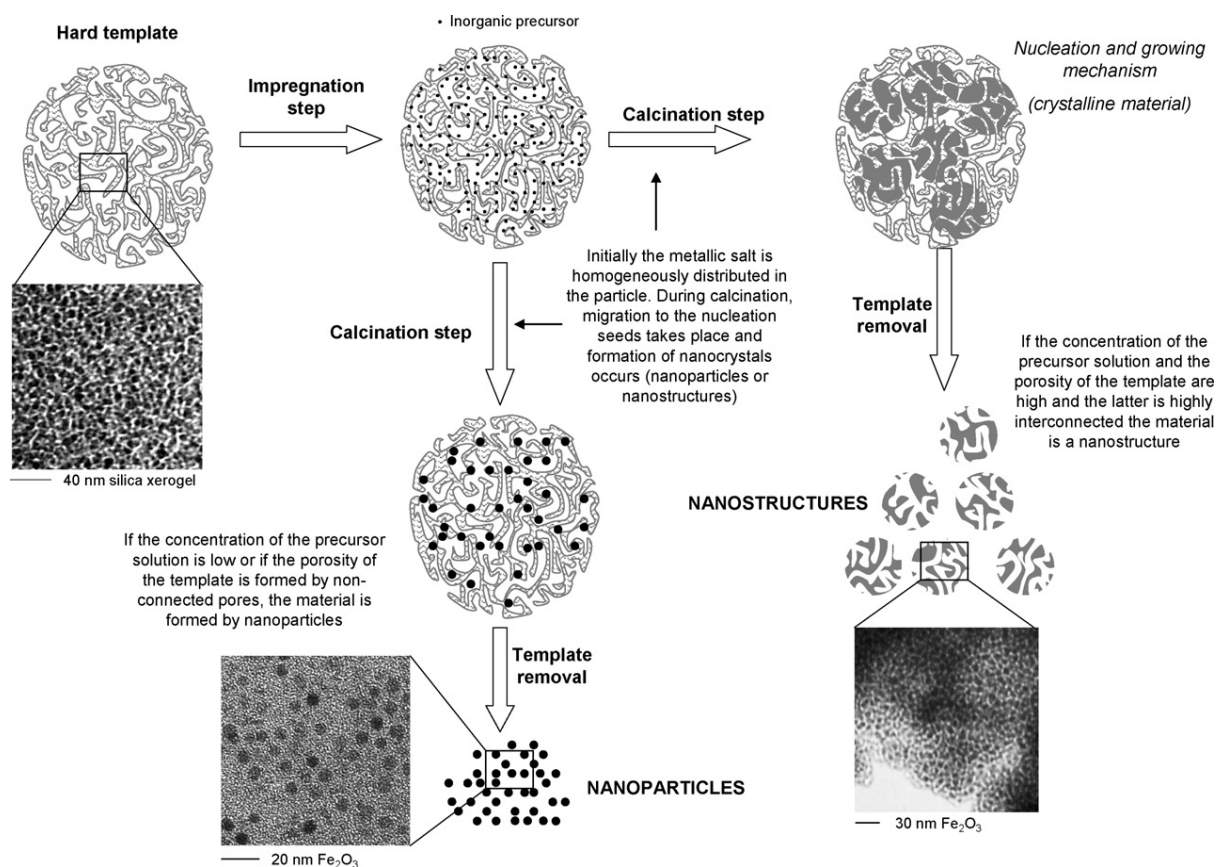 Hard template
Impregnation
step
• Inorganic precursor
Calcination step
Nucleation and growing
mechanism
(crystalline material)
Initially the metallic salt is
homogeneously distributed in
the particle. During calcination,
migration to the nucleation
seeds takes place and
formation of nanocrystals
occurs (nanoparticles or
nanostructures)
Calcination step
Template
removal
If the concentration of the
precursor solution and the
porosity of the template are
high and the latter is highly
interconnected the material
is a nanostructure
40 nm silica xerogel
NANOSTRUCTURES
If the concentration of the precursor
solution is low or if the porosity of
the template is formed by non-
connected pores, the material is
formed by nanoparticles
Template
removal
NANOPARTICLES
20 nm Fe₂O₃
30 nm Fe₂O₃